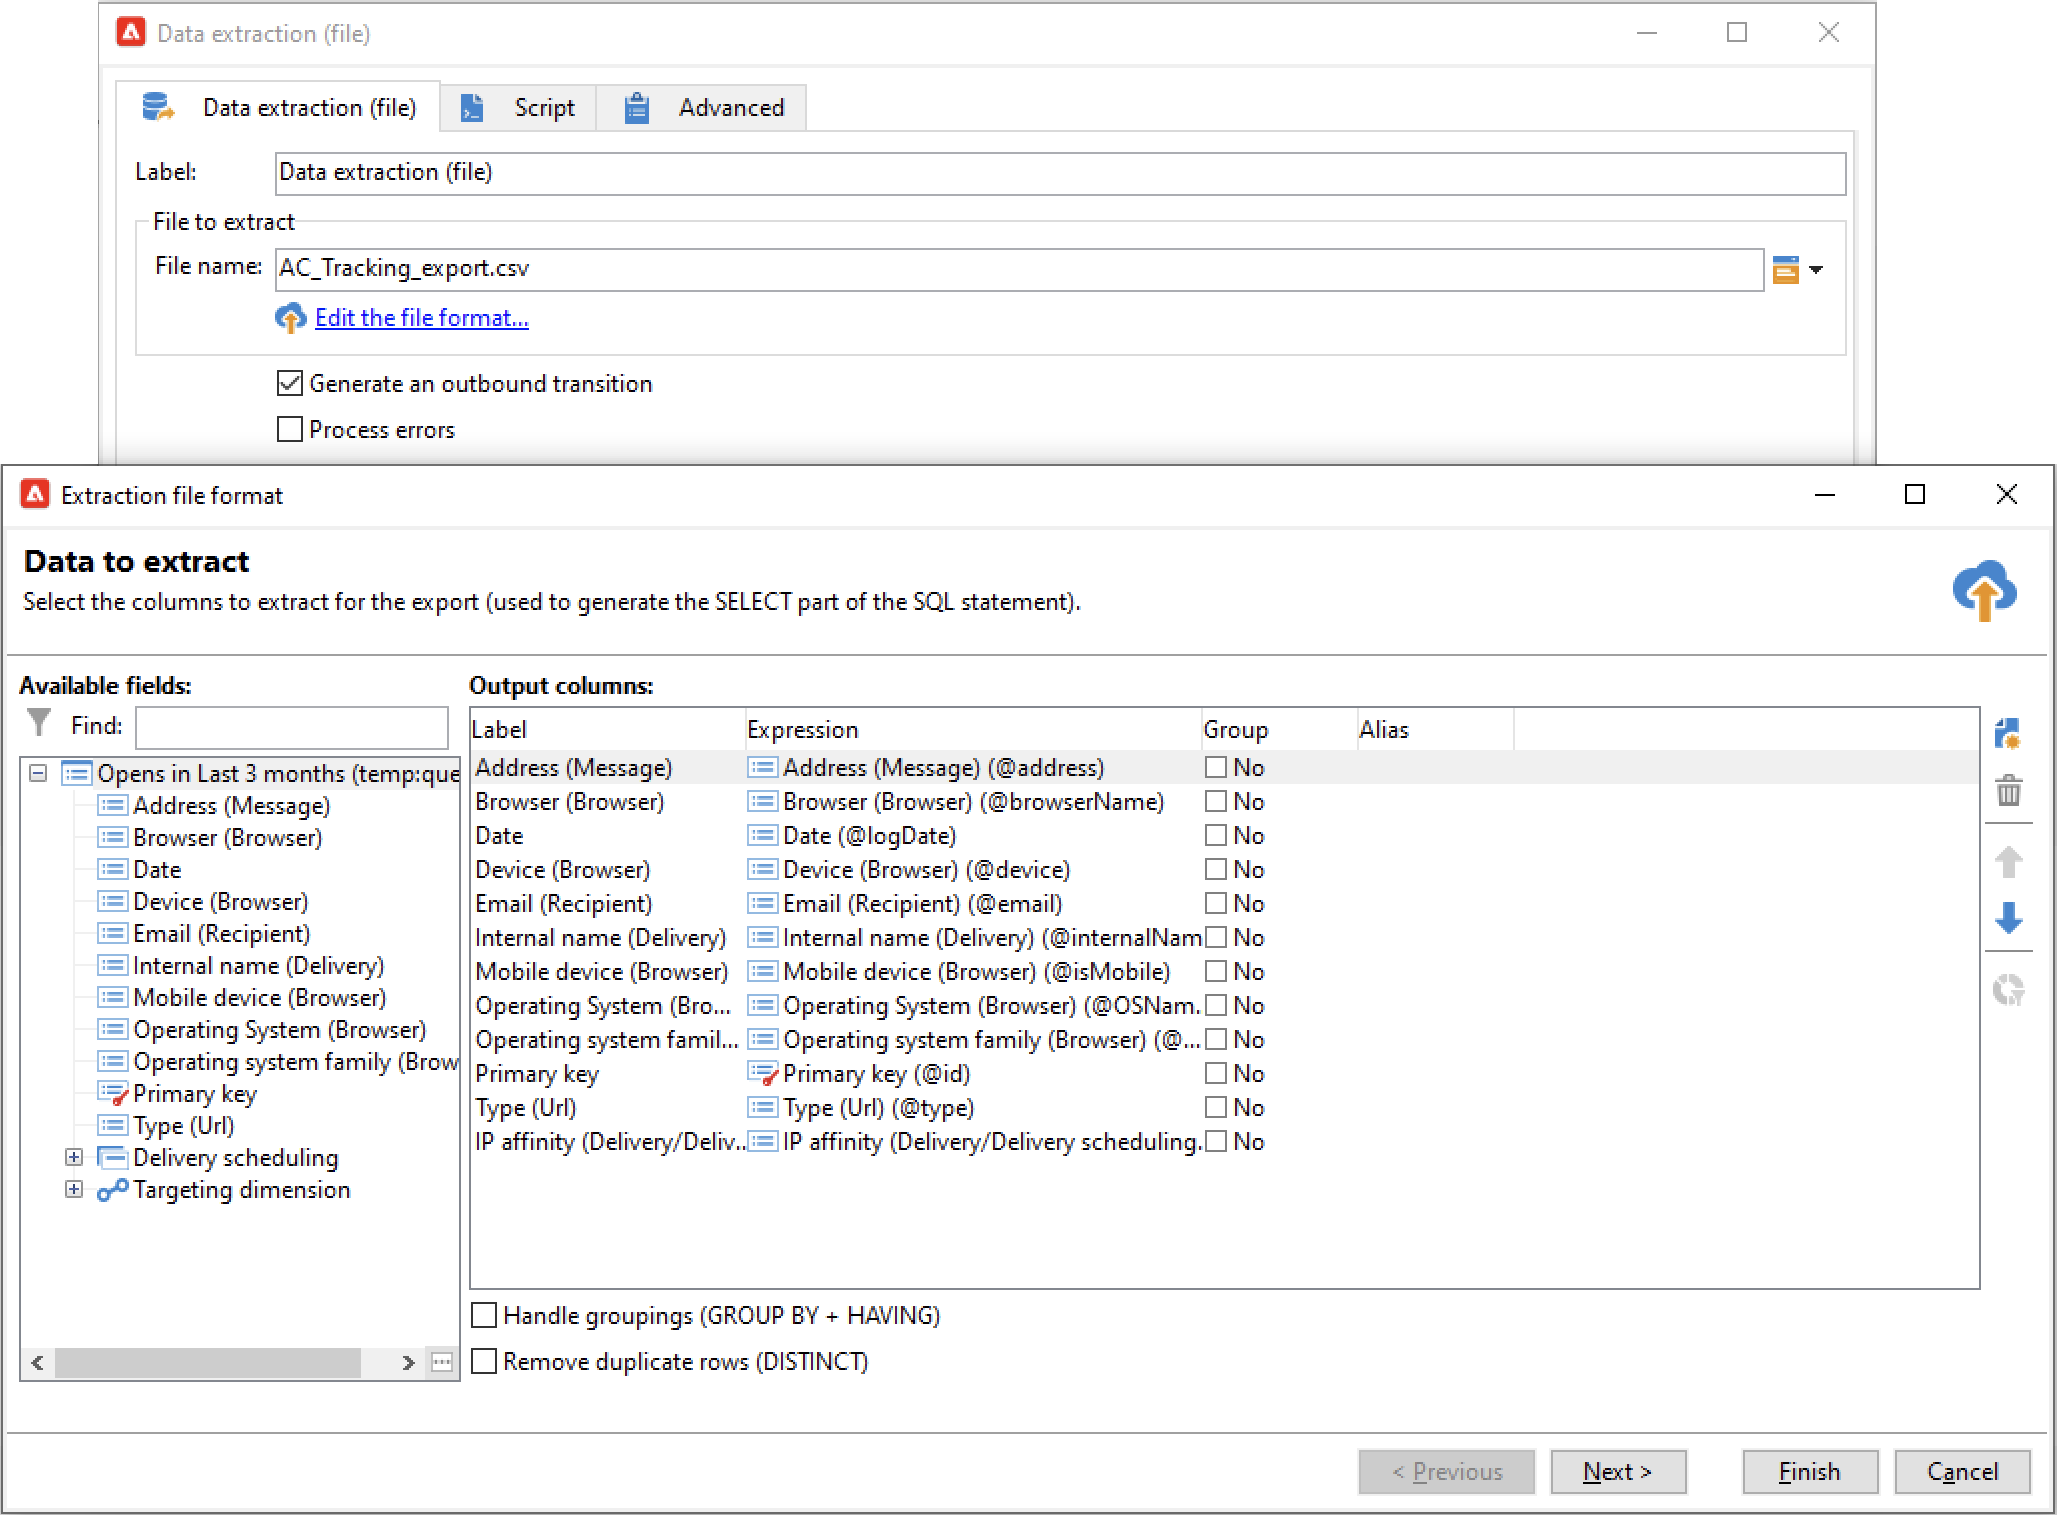 Data extraction (file)
Data extraction (file)
Script
Advanced
Label:
Data extraction (file)
File to extract
File name:
AC_Tracking_export.csv
Edit the file format...
Generate an outbound transition
Process errors
Extraction file format
Data to extract
Select the columns to extract for the export (used to generate the SELECT part of the SQL statement).
Available fields:
Find:
Opens in Last 3 months (temp:que
Address (Message)
Browser (Browser)
Date
Device (Browser)
Email (Recipient)
Internal name (Delivery)
Mobile device (Browser)
Operating System (Browser)
Operating system family (Brow
Primary key
Type (Url)
Delivery scheduling
Targeting dimension
Output columns:
Label Expression Group Alias
Address (Message) Address (Message) (@address) No
Browser (Browser) Browser (Browser) (@browserName) No
Date Date (@logDate) No
Device (Browser) Device (Browser) (@device) No
Email (Recipient) Email (Recipient) (@email) No
Internal name (Delivery) Internal name (Delivery) (@internalNam No
Mobile device (Browser) Mobile device (Browser) (@isMobile) No
Operating System (Bro... Operating System (Browser) (@OSNam. No
Operating system famil... Operating system family (Browser) (@... No
Primary key Primary key (@id) No
Type (Url) Type (Url) (@type) No
IP affinity (Delivery/Deliv.. IP affinity (Delivery/Delivery scheduling. No
Handle groupings (GROUP BY + HAVING)
Remove duplicate rows (DISTINCT)
< Previous
Next >
Finish
Cancel